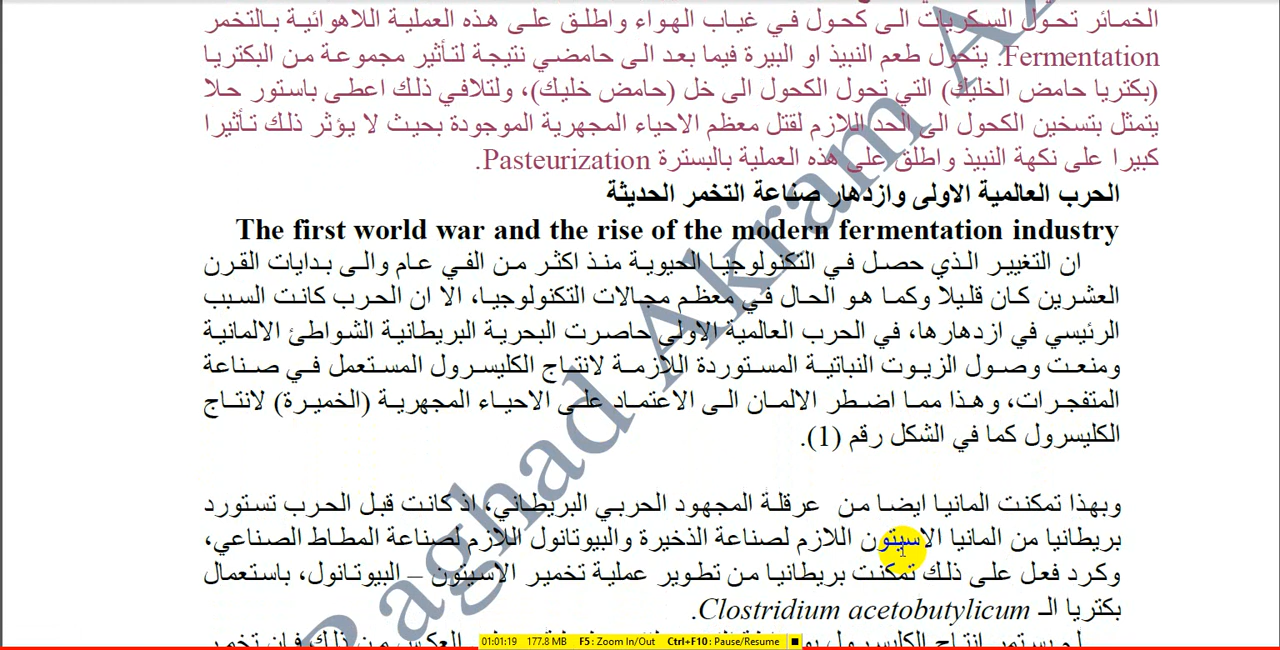 الخمائر تحول السكريات الى كحول في غياب الهواء واطلق على هذه العملية اللاهوائية بالتخمر
Fermentation. يتحول طعم النبيذ او البيرة فيما بعد الى حامضي نتيجة لتأثير مجموعة من البكتريا
(بكتريا حامض الخليك) التي تحول الكحول الى خل (حامض خليك)، ولتلافي ذلك اعطى باستور حلا
يتمثل بتسخين الكحول الى الحد اللازم لقتل معظم الاحياء المجهرية الموجودة بحيث لا يؤثر ذلك تأثيرا
كبيرا على نكهة النبيذ واطلق على هذه العملية بالبسترة Pasteurization.
الحرب العالمية الاولى وازدهار صناعة التخمر الحديثة
The first world war and the rise of the modern fermentation industry
ان التغيير الذي حصل في التكنولوجيا الحيوية منذ اكثر من الفي عام والى بدايات القرن
العشرين كان قليلا وكما هو الحال في معظم مجالات التكنولوجيا، الا ان الحرب كانت السبب
الرئيسي في ازدهارها، في الحرب العالمية الاولى حاصرت البحرية البريطانية الشواطئ الالمانية
ومنعت وصول الزيوت النباتية المستوردة اللازمة لانتاج الكليسرول المستعمل في صناعة
المتفجرات، وهذا مما اضطر الالمان الى الاعتماد على الاحياء المجهرية (الخميرة) لانتاج
الكليسرول كما في الشكل رقم (1).
وبهذا تمكنت المانيا ايضا من عرقلة المجهود الحربي البريطاني، اذ كانت قبل الحرب تستورد
بريطانيا من المانيا الاسيتون اللازم لصناعة الذخيرة والبيوتانول اللازم لصناعة المطاط الصناعي،
وكرد فعل على ذلك تمكنت بريطانيا من تطوير عملية تخمير الاسيتون – البيوتانول، باستعمال
بكتريا الـ Clostridium acetobutylicum.
لم يستمر انتاج الكليسرول العكس من ذلك فإن تخمر
Raghad Akram A
01:01:19 177.8 MB F5: Zoom In/Out Ctrl+F10: Pause/Resume